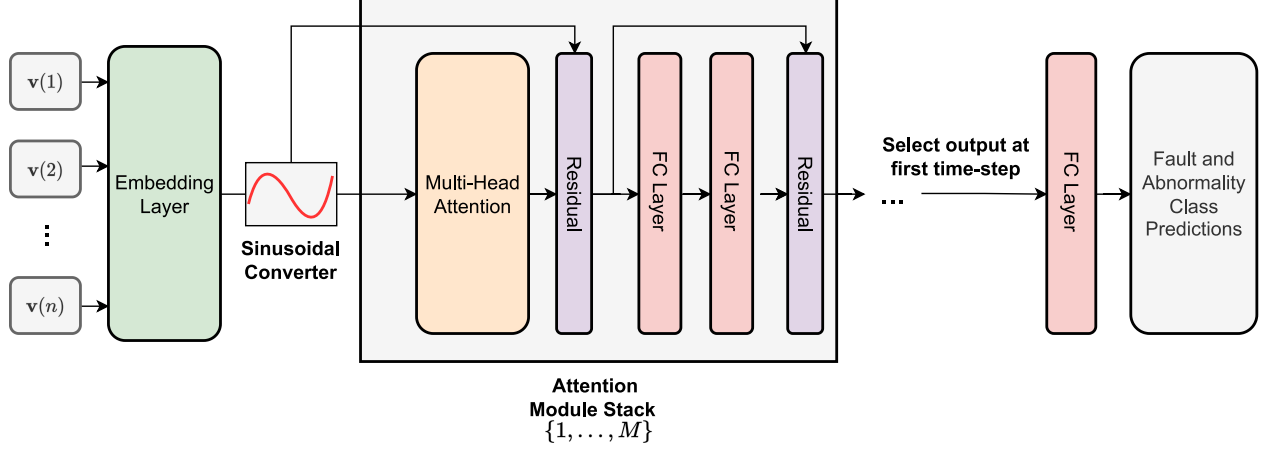 v(1)
v(2)
⋮
v(n)
Embedding
Layer
Sinusoidal
Converter
Multi-Head
Attention
Residual
FC Layer
FC Layer
Residual
Attention
Module Stack
{1, . . . , M}
...
Select output at
first time-step
FC Layer
Fault and
Abnormality
Class
Predictions